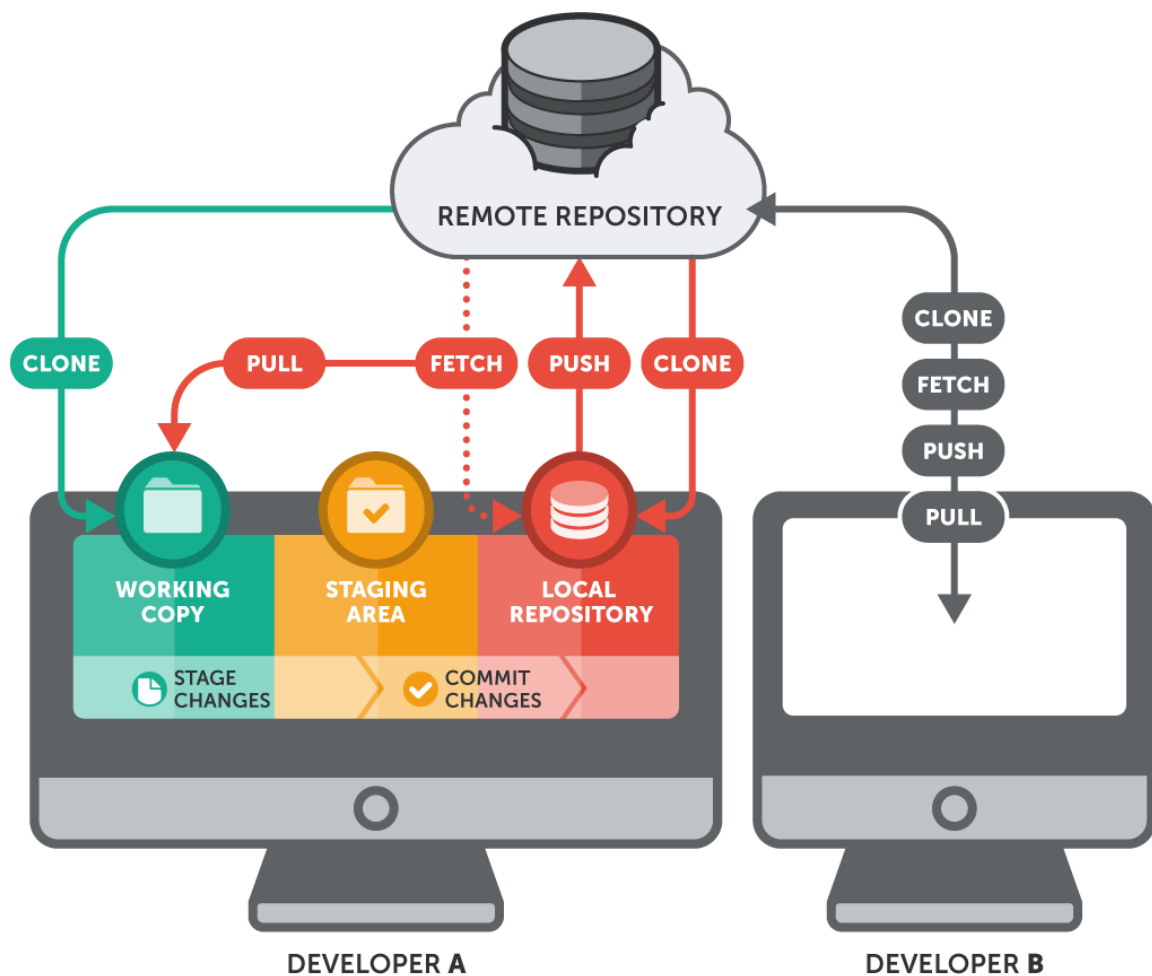 REMOTE REPOSITORY
CLONE
PULL
FETCH
PUSH
CLONE
CLONE
FETCH
PUSH
PULL
WORKING
COPY
STAGING
AREA
LOCAL
REPOSITORY
STAGE
CHANGES
COMMIT
CHANGES
DEVELOPER A
DEVELOPER B